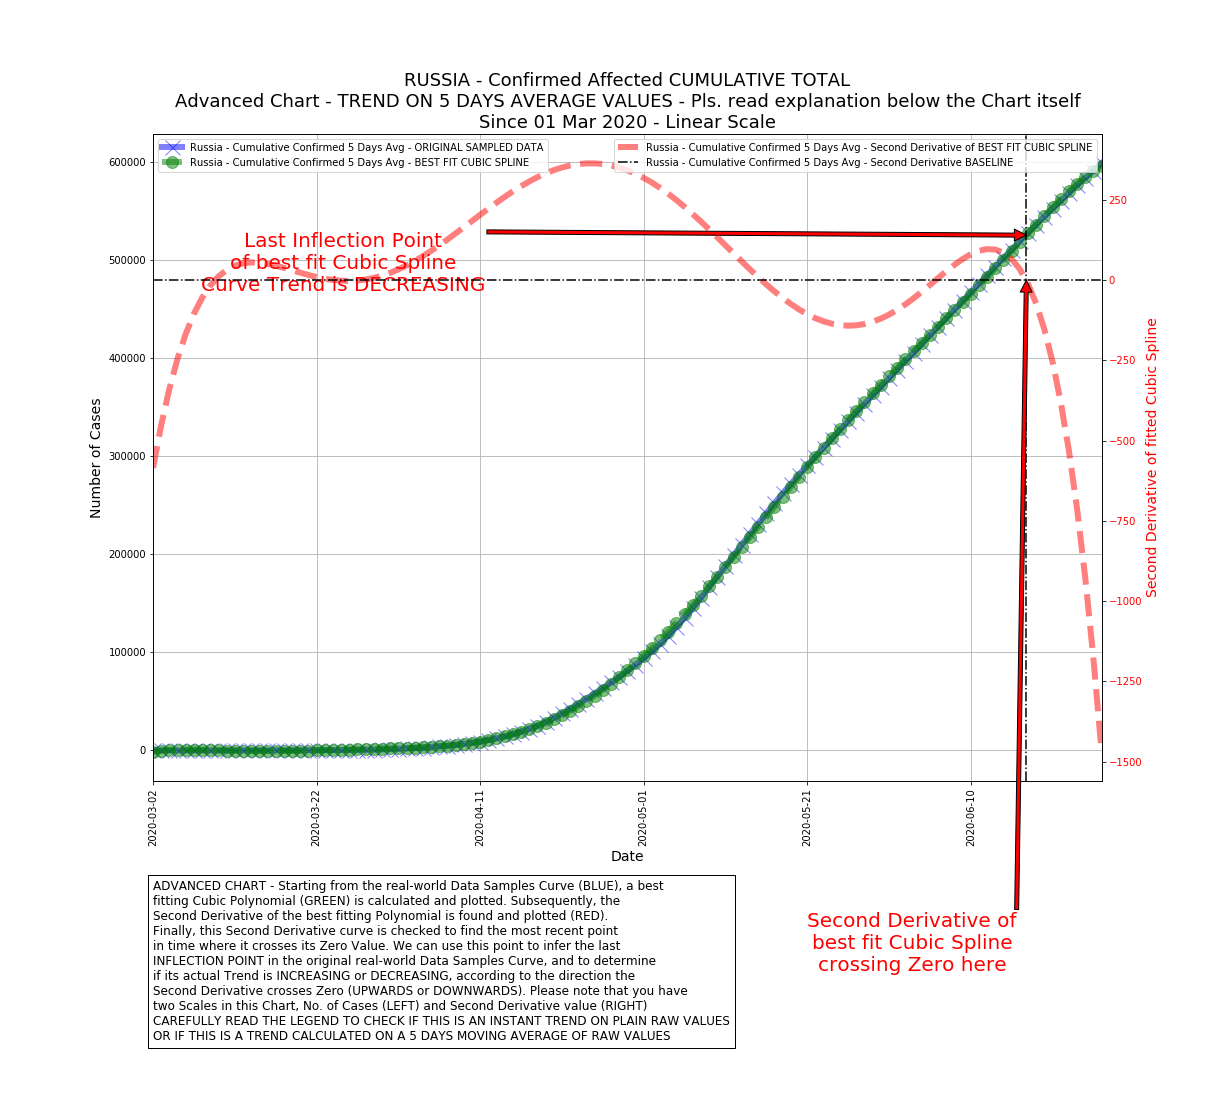 RUSSIA - Confirmed Affected CUMULATIVE TOTAL
Advanced Chart - TREND ON 5 DAYS AVERAGE VALUES - Pls. read explanation below the Chart itself
Since 01 Mar 2020 - Linear Scale
Russia - Cumulative Confirmed 5 Days Avg - ORIGINAL SAMPLED DATA
Russia - Cumulative Confirmed 5 Days Avg - BEST FIT CUBIC SPLINE
Russia - Cumulative Confirmed 5 Days Avg - Second Derivative of BEST FIT CUBIC SPLINE
Russia - Cumulative Confirmed 5 Days Avg - Second Derivative BASELINE
Last Inflection Point
of best fit Cubic Spline
Curve Trend is DECREASING
Number of Cases
600000
500000
400000
300000
200000
100000
0
250
0
−250
−500
−750
−1000
−1250
−1500
Second Derivative of fitted Cubic Spline
2020-03-02
2020-03-22
2020-04-11
2020-05-01
2020-05-21
2020-06-10
Date
ADVANCED CHART - Starting from the real-world Data Samples Curve (BLUE), a best
fitting Cubic Polynomial (GREEN) is calculated and plotted. Subsequently, the
Second Derivative of the best fitting Polynomial is found and plotted (RED).
Finally, this Second Derivative curve is checked to find the most recent point
in time where it crosses its Zero Value. We can use this point to infer the last
INFLECTION POINT in the original real-world Data Samples Curve, and to determine
if its actual Trend is INCREASING or DECREASING, according to the direction the
Second Derivative crosses Zero (UPWARDS or DOWNWARDS). Please note that you have
two Scales in this Chart, No. of Cases (LEFT) and Second Derivative value (RIGHT)
CAREFULLY READ THE LEGEND TO CHECK IF THIS IS AN INSTANT TREND ON PLAIN RAW VALUES
OR IF THIS IS A TREND CALCULATED ON A 5 DAYS MOVING AVERAGE OF RAW VALUES
Second Derivative of
best fit Cubic Spline
crossing Zero here